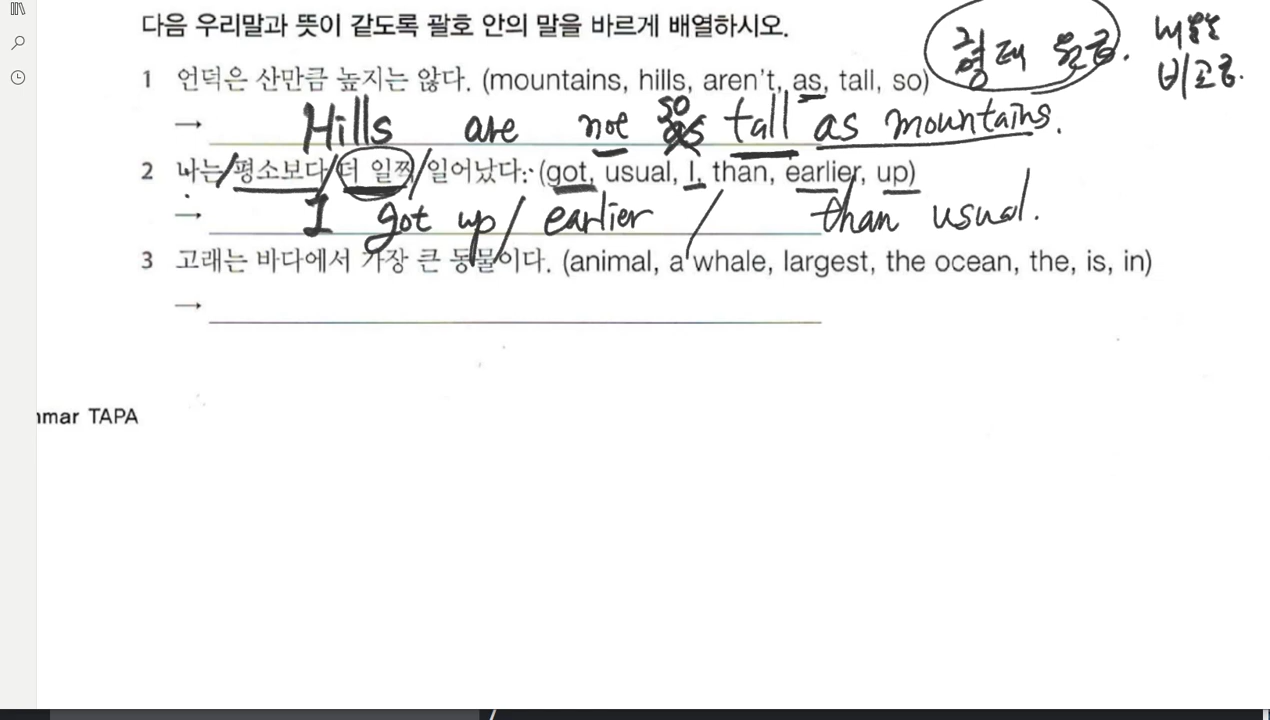 다음 우리말과 뜻이 같도록 괄호 안의 말을 바르게 배열하시오.
형태 원급.
내용
비교급.
1 언덕은 산만큼 높지는 않다. (mountains, hills, aren't, as, tall, so)
→ Hills are not so as tall as mountains.
2 나는 평소보다 더 일찍 일어났다. (got, usual, I, than, earlier, up)
→ I got up / earlier / than usual.
3 고래는 바다에서 가장 큰 동물이다. (animal, a whale, largest, the ocean, the, is, in)
→
mmar TAPA